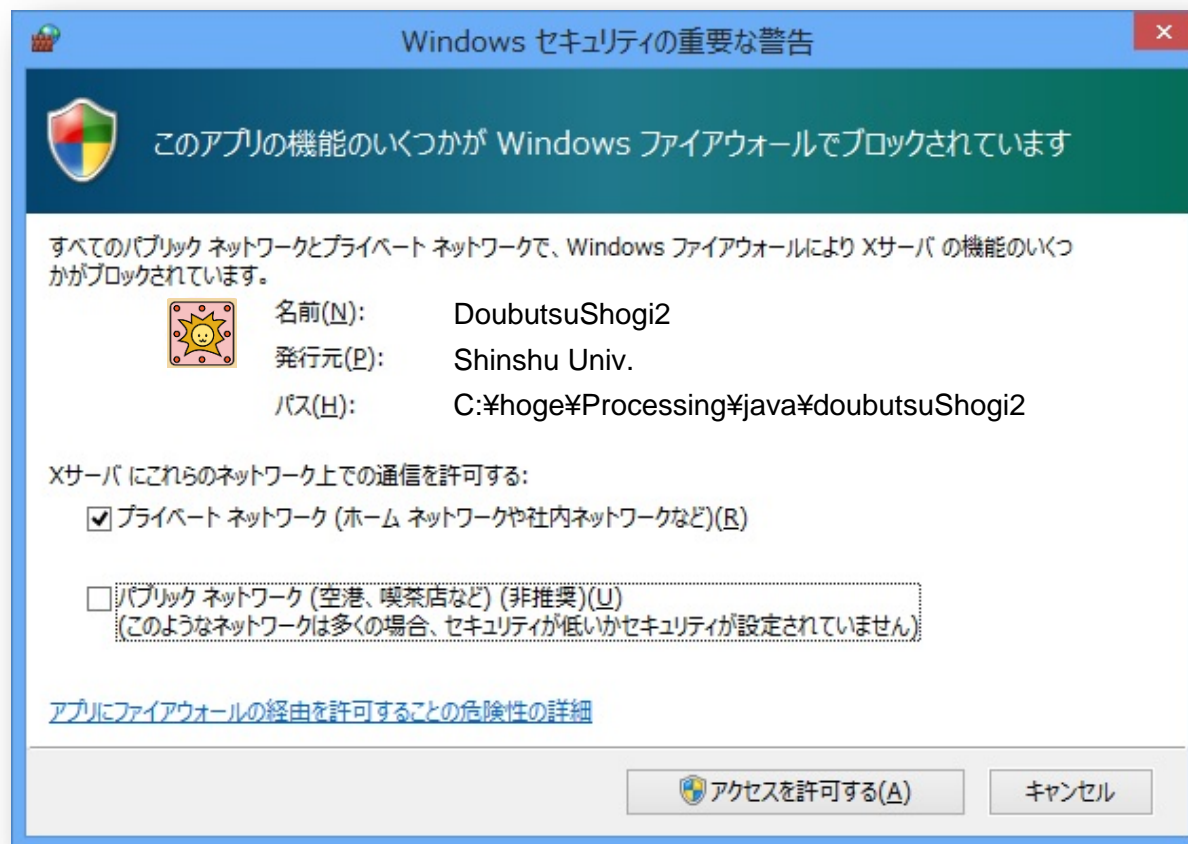 Windows セキュリティの重要な警告
このアプリの機能のいくつかが Windows ファイアウォールでブロックされています
すべてのパブリック ネットワークとプライベート ネットワークで、Windows ファイアウォールにより Xサーバ の機能のいくつ
かがブロックされています。
名前(N): DoubutsuShogi2
発行元(P): Shinshu Univ.
パス(H): C:¥hoge¥Processing¥java¥doubutsuShogi2
Xサーバ にこれらのネットワーク上での通信を許可する:
プライベート ネットワーク (ホーム ネットワークや社内ネットワークなど)(R)
パブリック ネットワーク (空港、喫茶店など) (非推奨)(U)
(このようなネットワークは多くの場合、セキュリティが低いかセキュリティが設定されていません)
アプリにファイアウォールの経由を許可することの危険性の詳細
アクセスを許可する(A) キャンセル